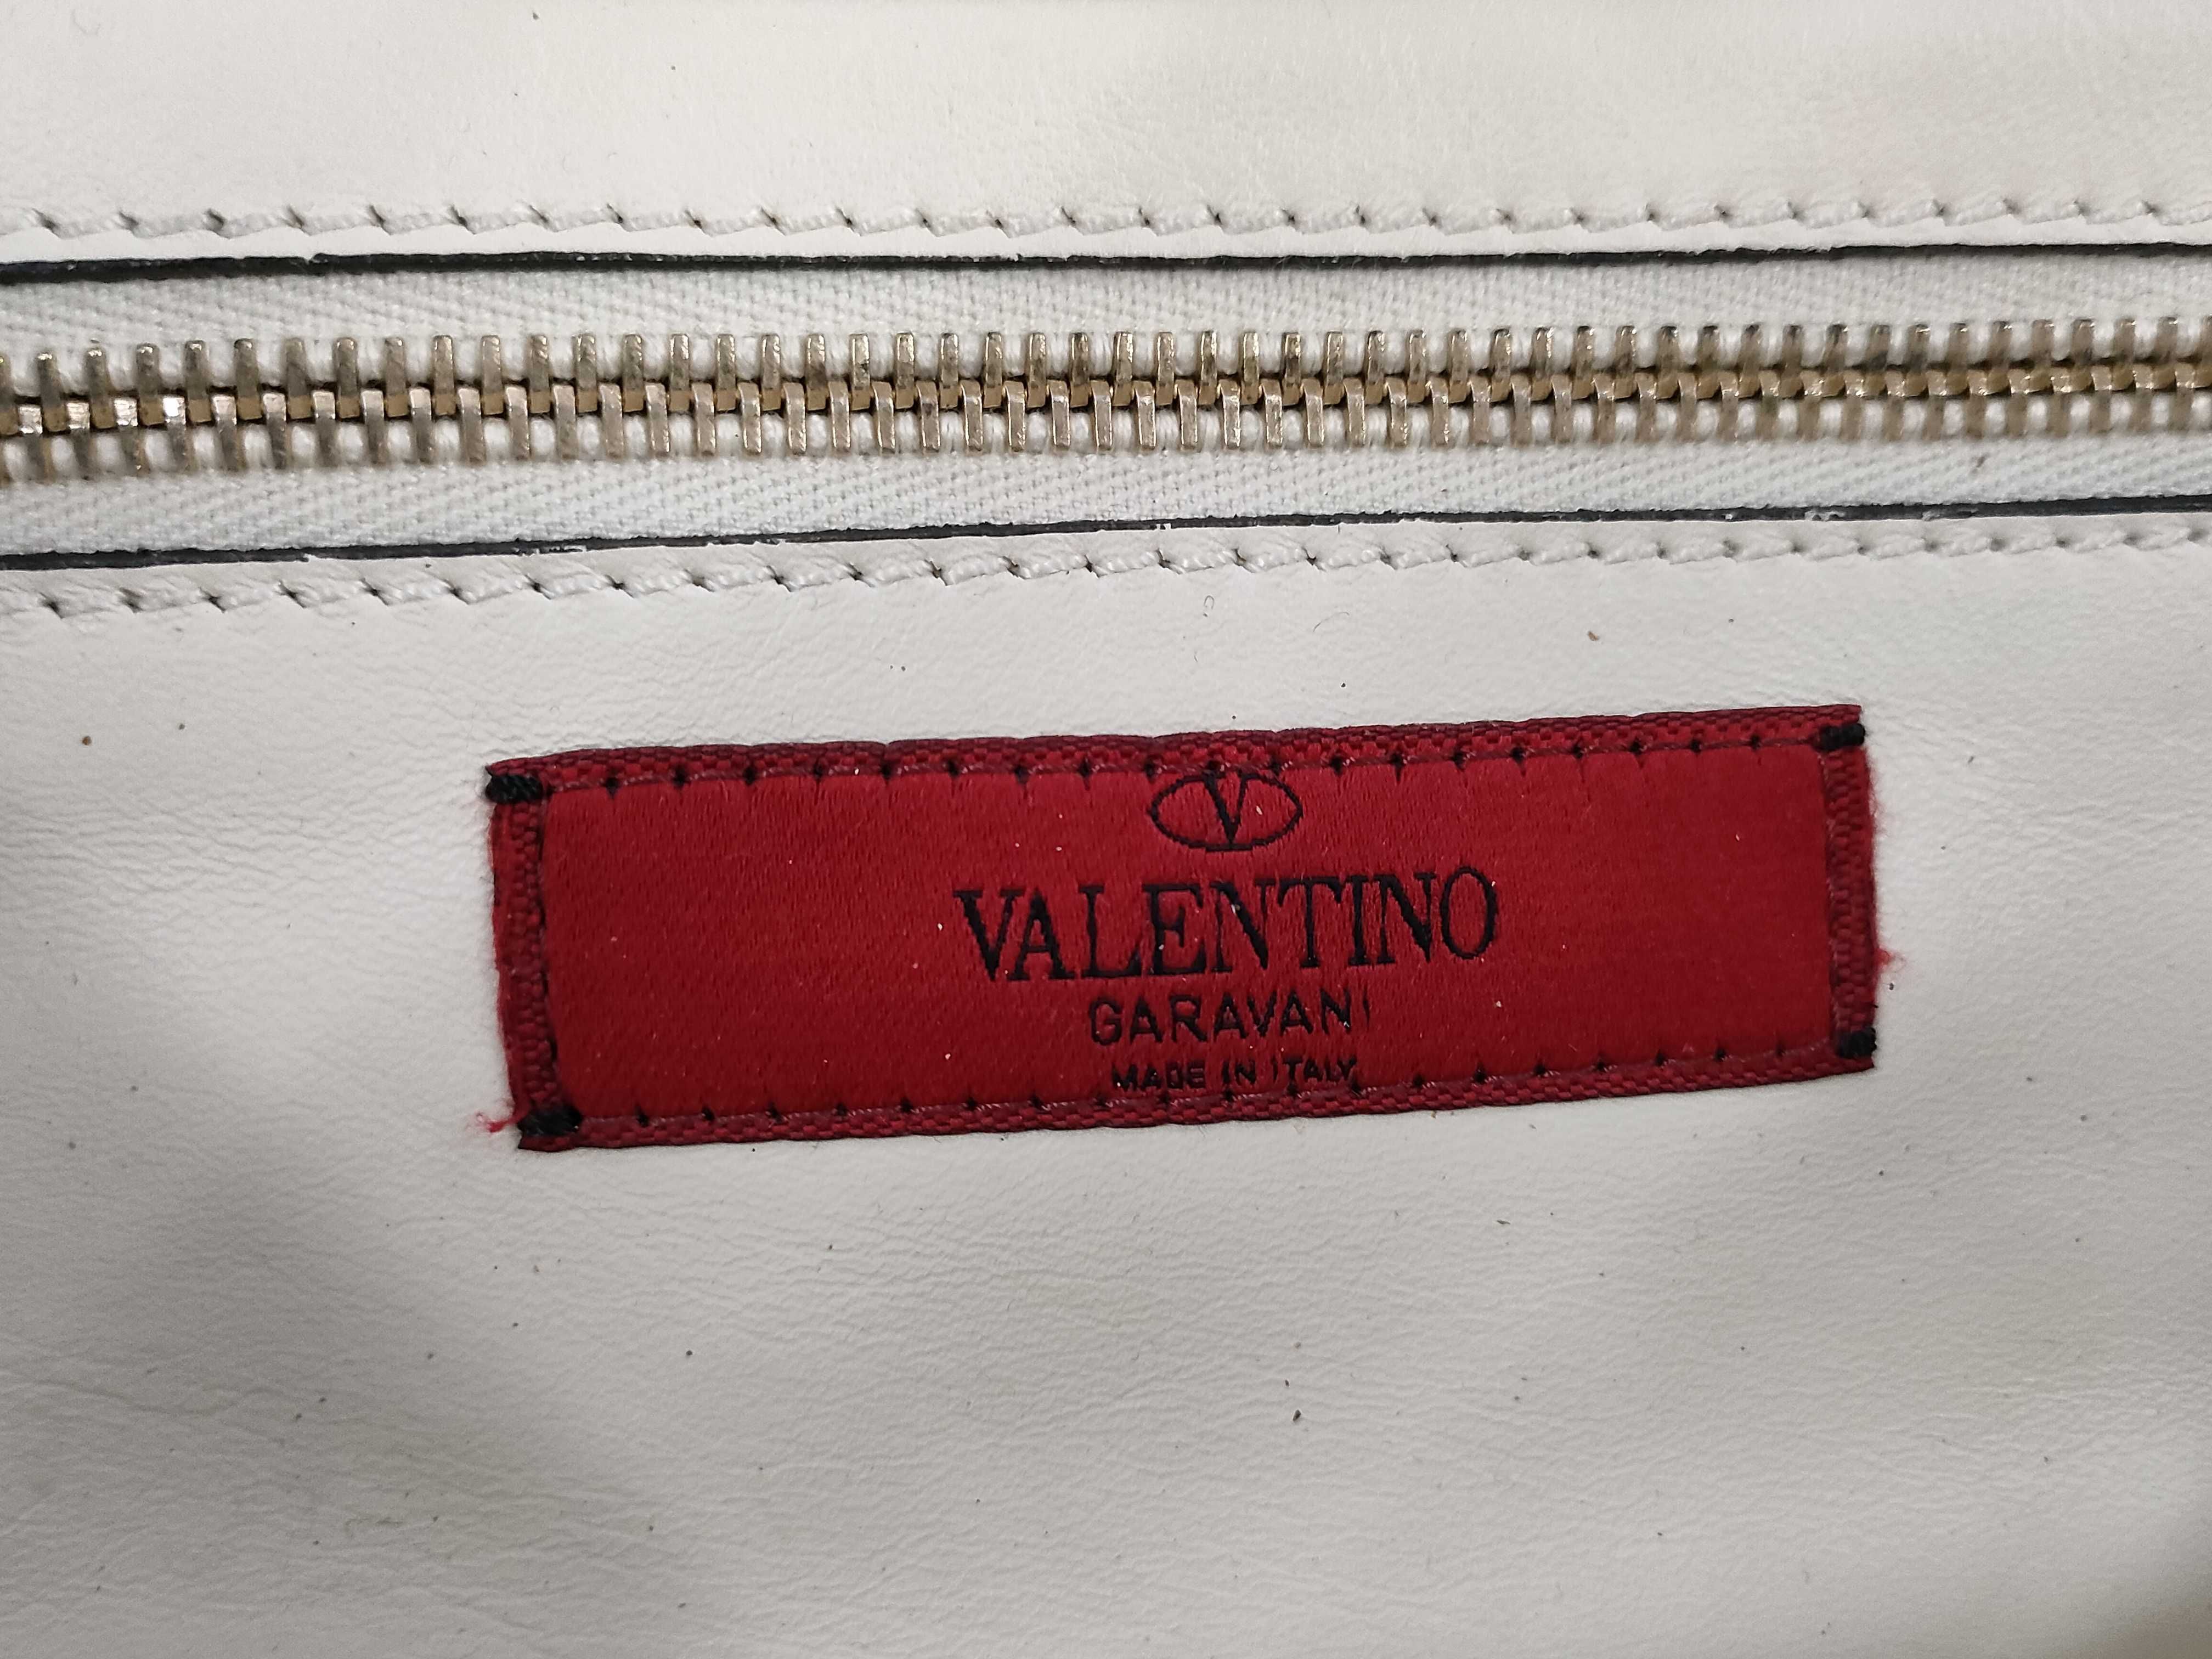 V
VALENTINO
GARAVANI
MADE IN ITALY